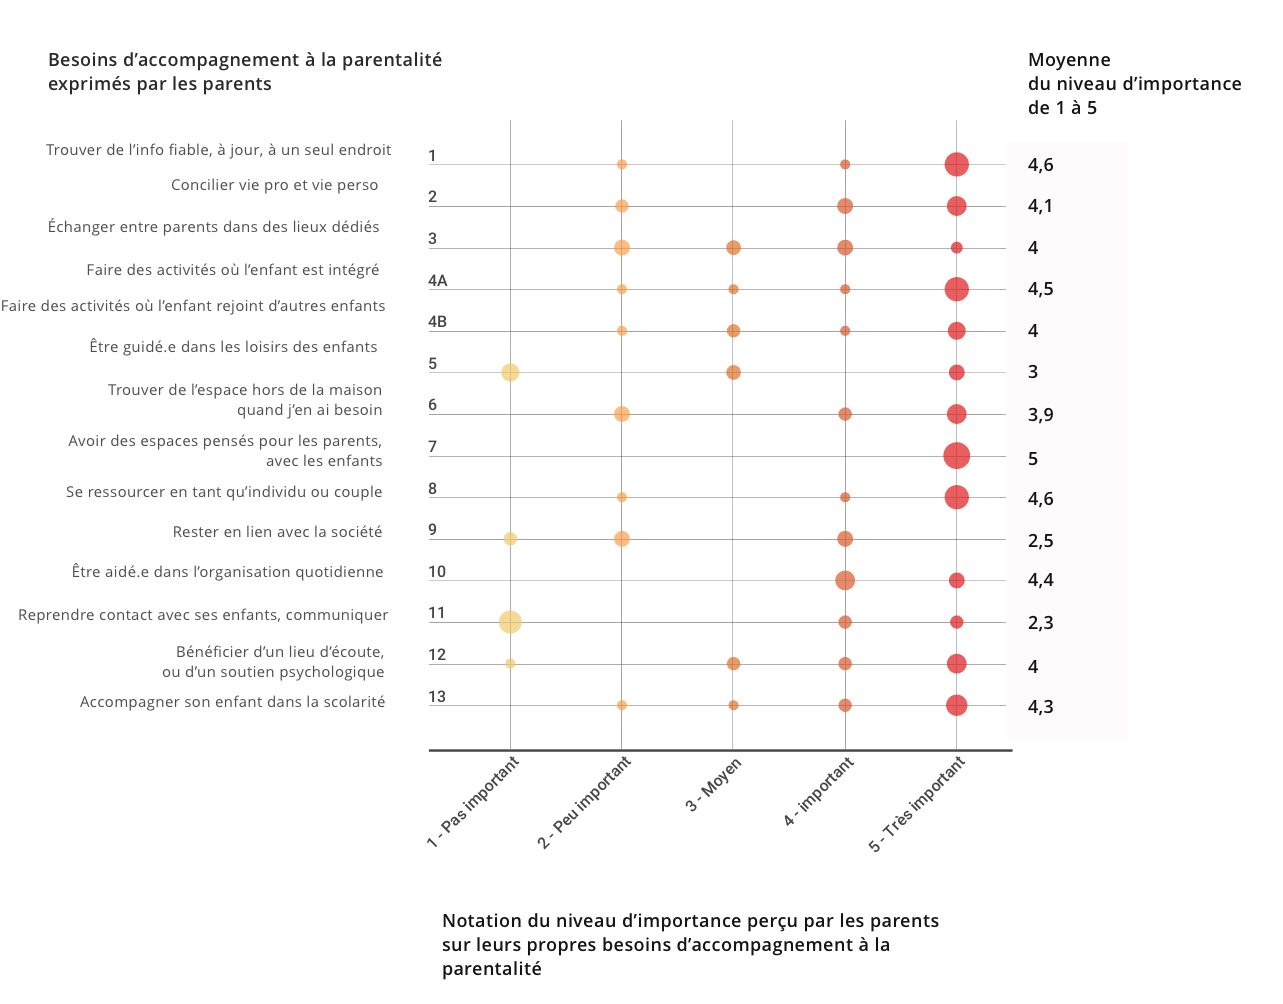 Besoins d’accompagnement à la parentalité
exprimés par les parents
Moyenne
du niveau d’importance
de 1 à 5
Trouver de l’info fiable, à jour, à un seul endroit
1
4,6
Concilier vie pro et vie perso
2
4,1
Échanger entre parents dans des lieux dédiés
3
4
Faire des activités où l’enfant est intégré
4A
4,5
Faire des activités où l’enfant rejoint d’autres enfants
4B
4
Être guidé.e dans les loisirs des enfants
5
3
Trouver de l’espace hors de la maison
quand j’en ai besoin
6
3,9
Avoir des espaces pensés pour les parents,
avec les enfants
7
5
Se ressourcer en tant qu’individu ou couple
8
4,6
Rester en lien avec la société
9
2,5
Être aidé.e dans l’organisation quotidienne
10
4,4
Reprendre contact avec ses enfants, communiquer
11
2,3
Bénéficier d’un lieu d’écoute,
ou d’un soutien psychologique
12
4
Accompagner son enfant dans la scolarité
13
4,3
1 - Pas important
2 - Peu important
3 - Moyen
4 - important
5 - Très important
Notation du niveau d’importance perçu par les parents
sur leurs propres besoins d’accompagnement à la
parentalité